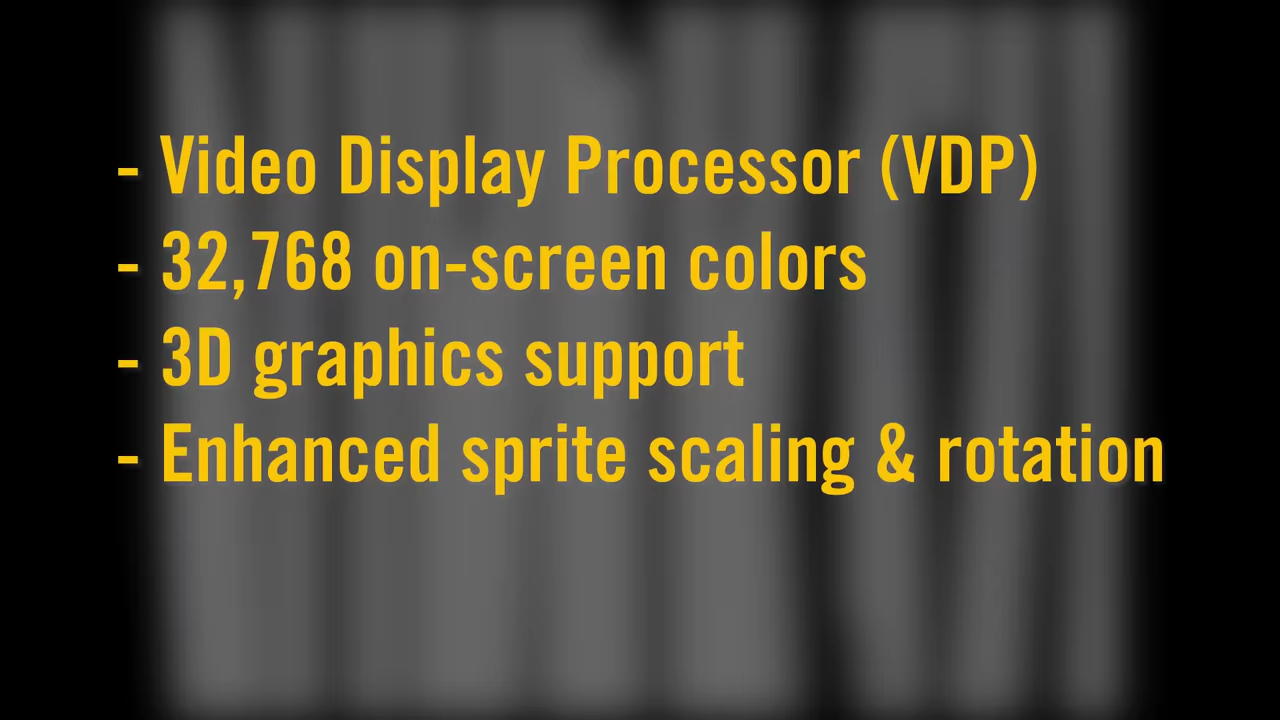 - Video Display Processor (VDP)
- 32,768 on-screen colors
- 3D graphics support
- Enhanced sprite scaling & rotation